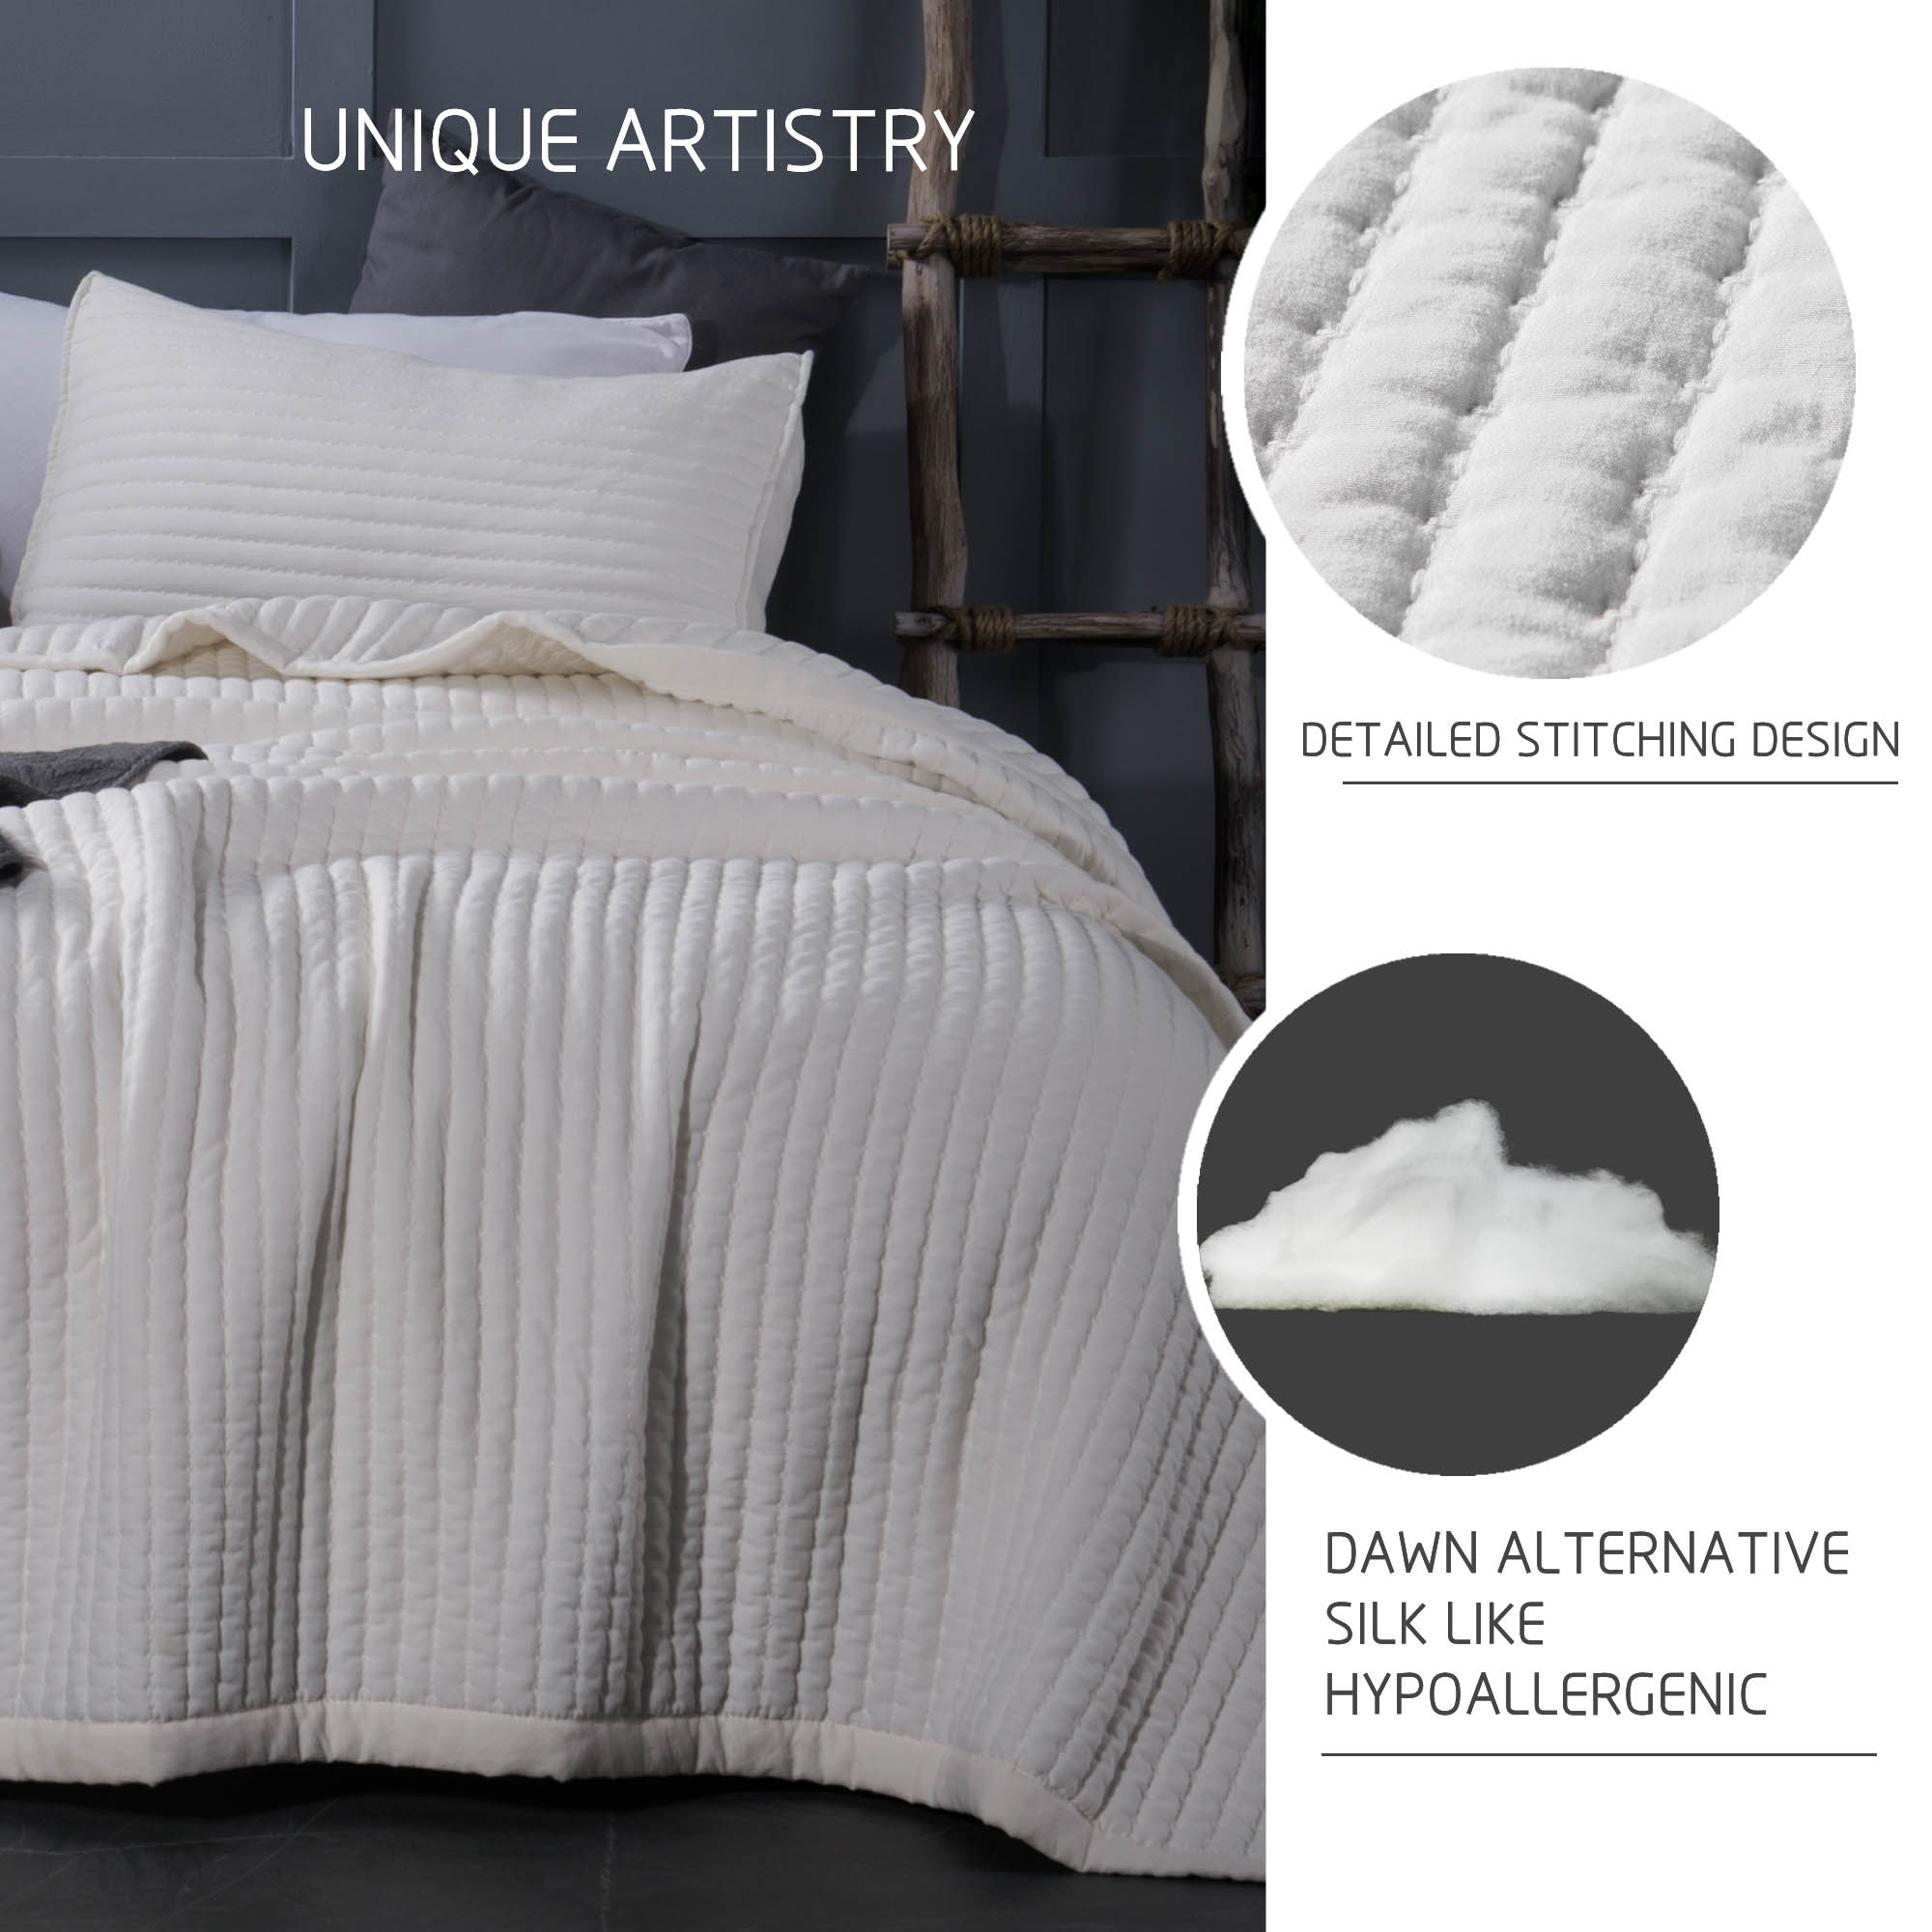 UNIQUE ARTISTRY
DETAILED STITCHING DESIGN
DAWN ALTERNATIVE
SILK LIKE
HYPOALLERGENIC